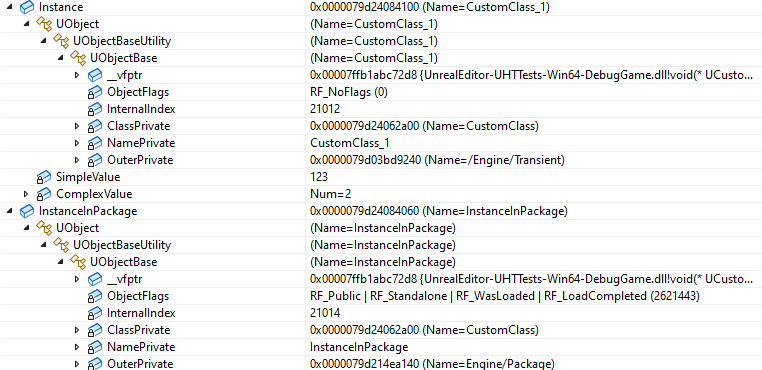 Instance 0x0000079d24084100 (Name=CustomClass_1)
UObject (Name=CustomClass_1)
UObjectBaseUtility (Name=CustomClass_1)
UObjectBase (Name=CustomClass_1)
__vfptr 0x00007ffb1abc72d8 {UnrealEditor-UHTTests-Win64-DebugGame.dll!void(* UCusto...
ObjectFlags RF_NoFlags (0)
InternalIndex 21012
ClassPrivate 0x0000079d24062a00 (Name=CustomClass)
NamePrivate CustomClass_1
OuterPrivate 0x0000079d03bd9240 (Name=/Engine/Transient)
SimpleValue 123
ComplexValue Num=2
InstanceInPackage 0x0000079d24084060 (Name=InstanceInPackage)
UObject (Name=InstanceInPackage)
UObjectBaseUtility (Name=InstanceInPackage)
UObjectBase (Name=InstanceInPackage)
__vfptr 0x00007ffb1abc72d8 {UnrealEditor-UHTTests-Win64-DebugGame.dll!void(* UCusto...
ObjectFlags RF_Public | RF_Standalone | RF_WasLoaded | RF_LoadCompleted (2621443)
InternalIndex 21014
ClassPrivate 0x0000079d24062a00 (Name=CustomClass)
NamePrivate InstanceInPackage
OuterPrivate 0x0000079d214ea140 (Name=Engine/Package)